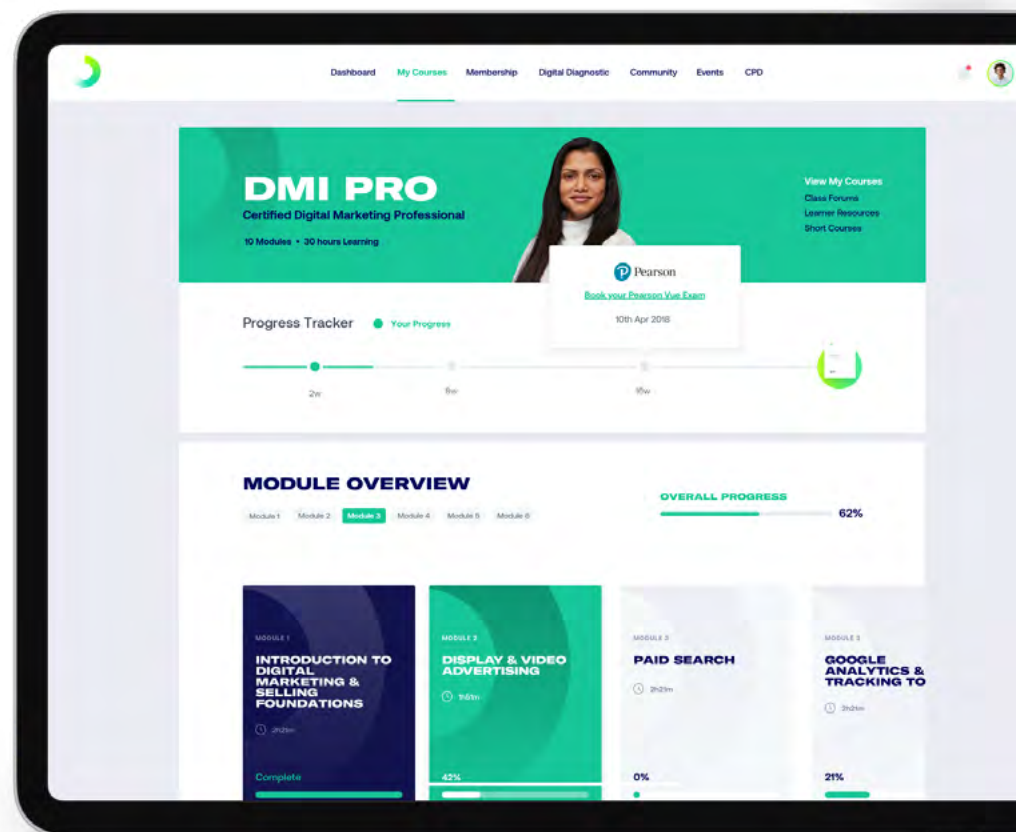 Dashboard My Courses Membership Digital Diagnostic Community Events CPD
DMI PRO
Certified Digital Marketing Professional
10 Modules • 30 hours Learning
View My Courses
Class Forums
Learner Resources
Short Courses
Pearson
Book your Pearson Vue Exam
10th Apr 2018
Progress Tracker Your Progress
2w
MODULE OVERVIEW
Module 1 Module 2 Module 3 Module 4 Module 5 Module 6
OVERALL PROGRESS
62%
MODULE 1
INTRODUCTION TO
DIGITAL
MARKETING &
SELLING
FOUNDATIONS
2h21m
Complete
DISPLAY & VIDEO
ADVERTISING
42%
PAID SEARCH
2h21m
0%
GOOGLE
ANALYTICS &
TRACKING TO
2h21m
21%